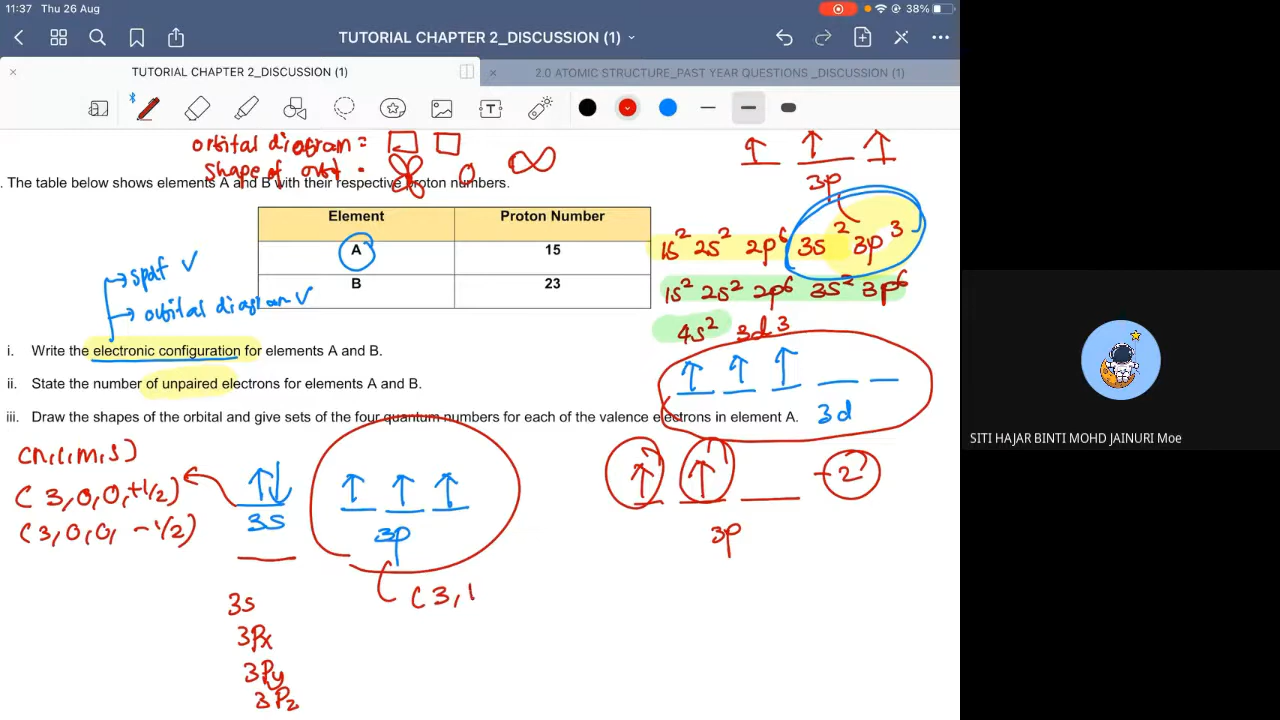 11:37 Thu 26 Aug
38%
TUTORIAL CHAPTER 2_DISCUSSION (1)
TUTORIAL CHAPTER 2_DISCUSSION (1)
2.0 ATOMIC STRUCTURE_PAST YEAR QUESTIONS _DISCUSSION (1)
orbital diagram =
shape of orbit =
3p
. The table below shows elements A and B with their respective proton numbers.
Element Proton Number
A 15
B 23
1s² 2s² 2p⁶ 3s² 3p³
1s² 2s² 2p⁶ 3s² 3p⁶
4s² 3d³
→ spdf ✓
→ orbital diagram ✓
i. Write the electronic configuration for elements A and B.
ii. State the number of unpaired electrons for elements A and B.
iii. Draw the shapes of the orbital and give sets of the four quantum numbers for each of the valence electrons in element A.
↑ ↑ ↑
3d
(n,l,m,s)
(3,0,0,+1/2)
(3,0,0, -1/2)
↑↓
3s
↑ ↑ ↑
3p
(3,1
↑ ↑
-2
3p
3s
3Px
3Py
3Pz
SITI HAJAR BINTI MOHD JAINURI Moe